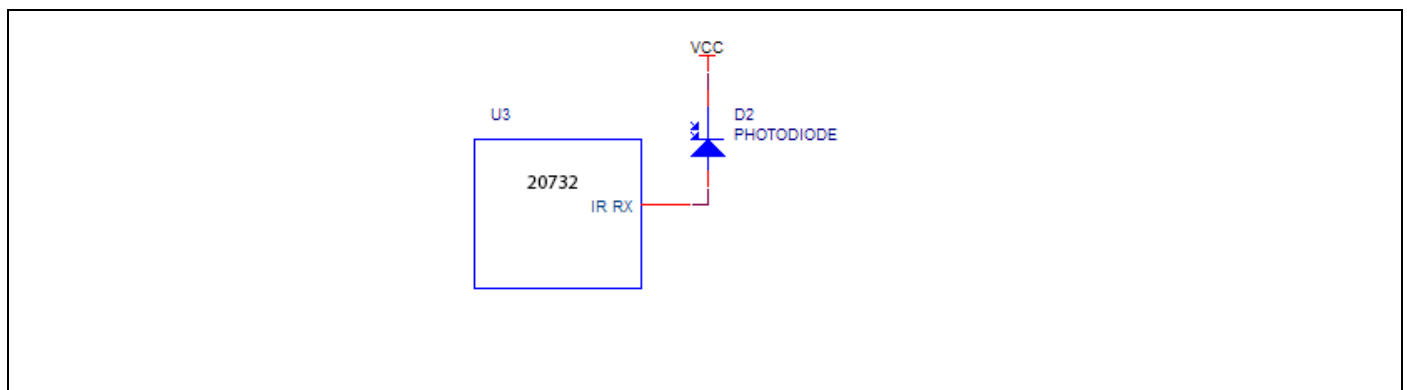 VCC
U3
D2
PHOTODIODE
20732
IR RX